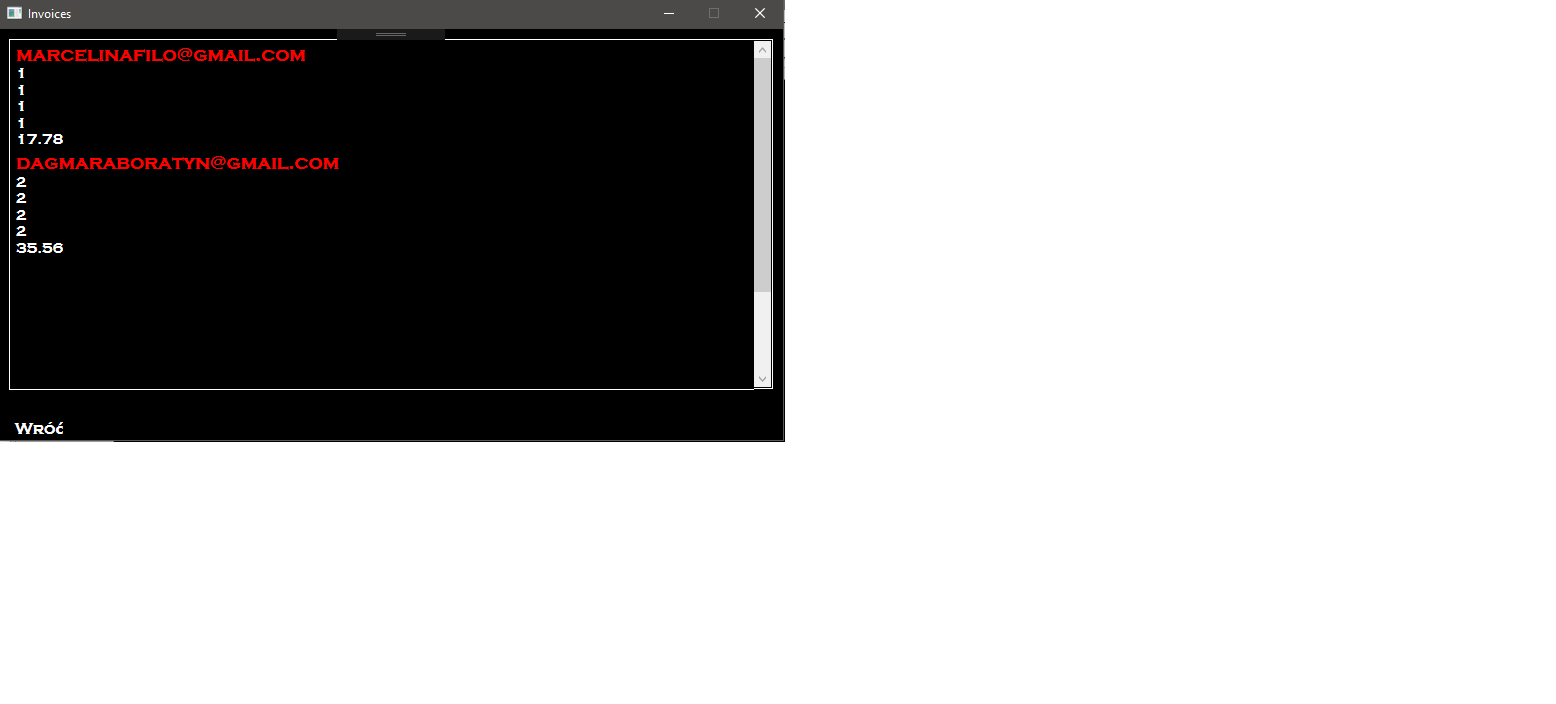 Invoices
MARCELINAFILO@GMAIL.COM
1
1
1
1
17.78
DAGMARABORATYN@GMAIL.COM
2
2
2
2
35.56
Wróć